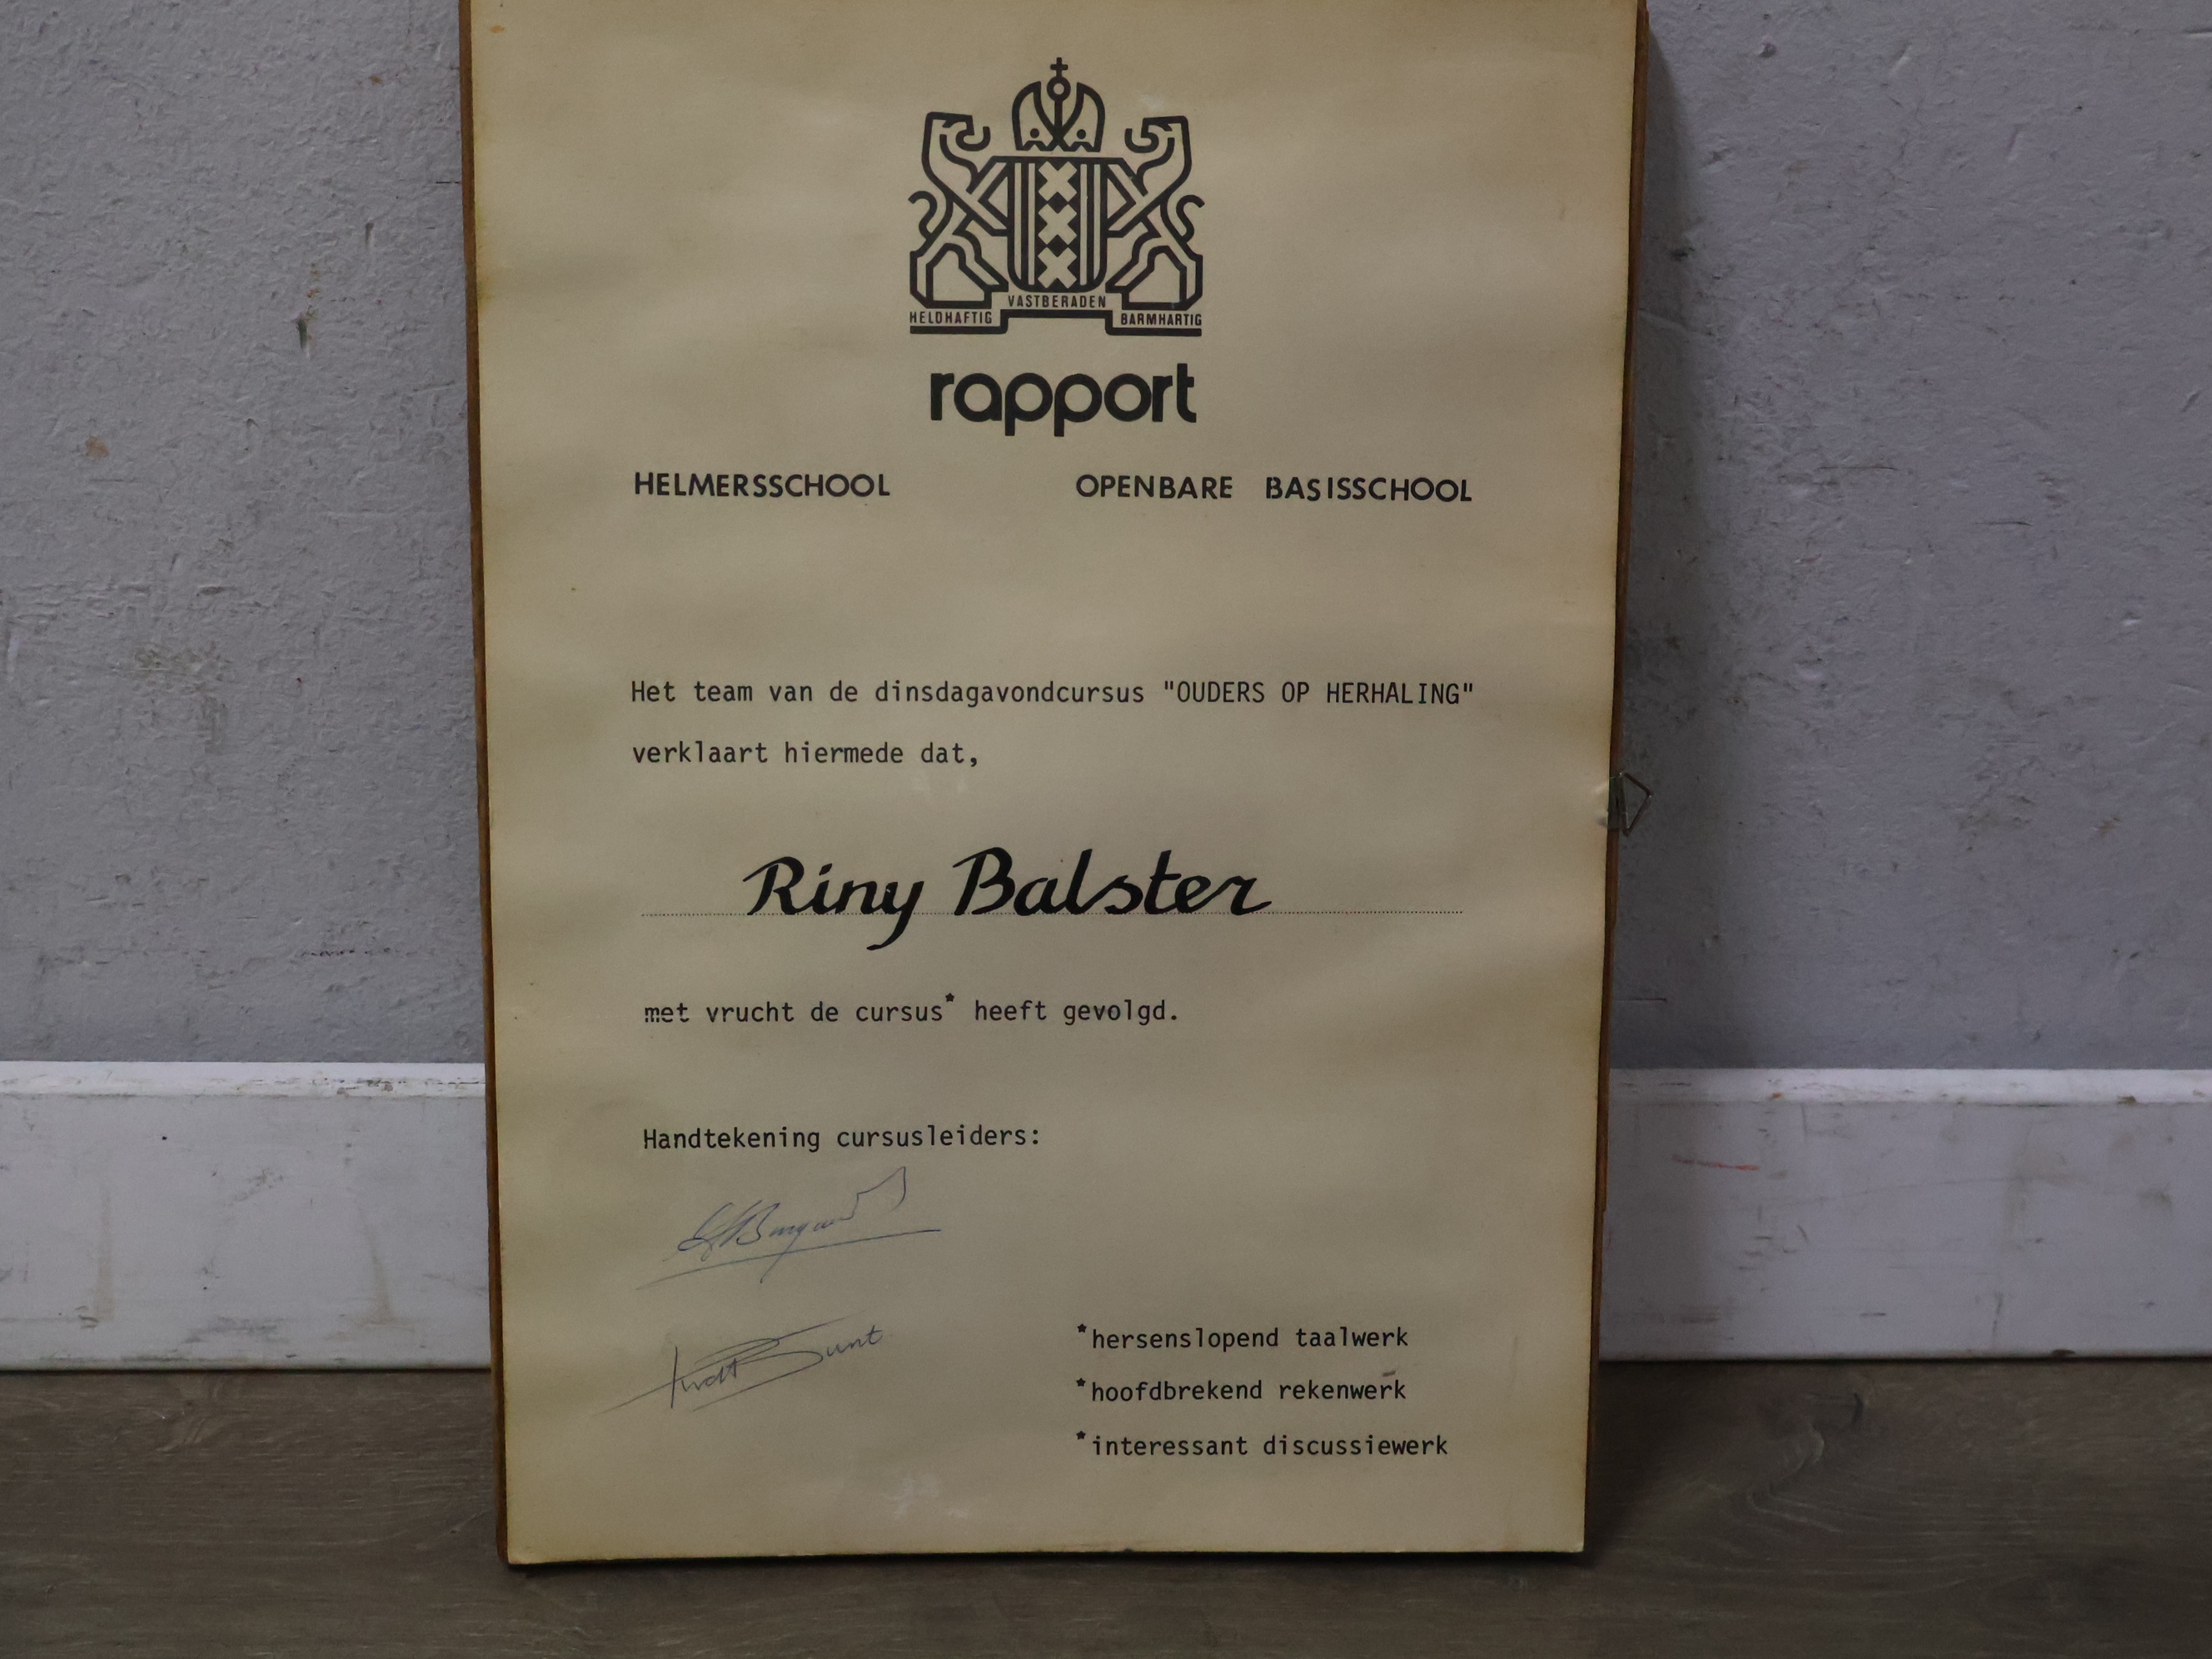 VASTBERADEN
HELDHAFTIG BARMHARTIG
rapport
HELMERSSCHOOL OPENBARE BASISSCHOOL
Het team van de dinsdagavondcursus "OUDERS OP HERHALING"
verklaart hiermede dat,
Riny Balster
met vrucht de cursus* heeft gevolgd.
Handtekening cursusleiders:
*hersenslopend taalwerk
*hoofdbrekend rekenwerk
*interessant discussiewerk